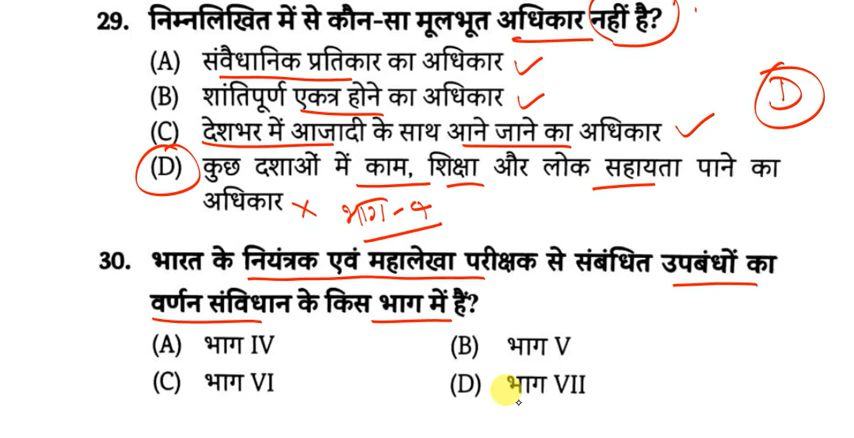 29. निम्नलिखित में से कौन-सा मूलभूत अधिकार नहीं है?
(A) संवैधानिक प्रतिकार का अधिकार
(B) शांतिपूर्ण एकत्र होने का अधिकार
(C) देशभर में आजादी के साथ आने जाने का अधिकार
(D) कुछ दशाओं में काम, शिक्षा और लोक सहायता पाने का
अधिकार × भाग-4
D
30. भारत के नियंत्रक एवं महालेखा परीक्षक से संबंधित उपबंधों का
वर्णन संविधान के किस भाग में हैं?
(A) भाग IV (B) भाग V
(C) भाग VI (D) भाग VII